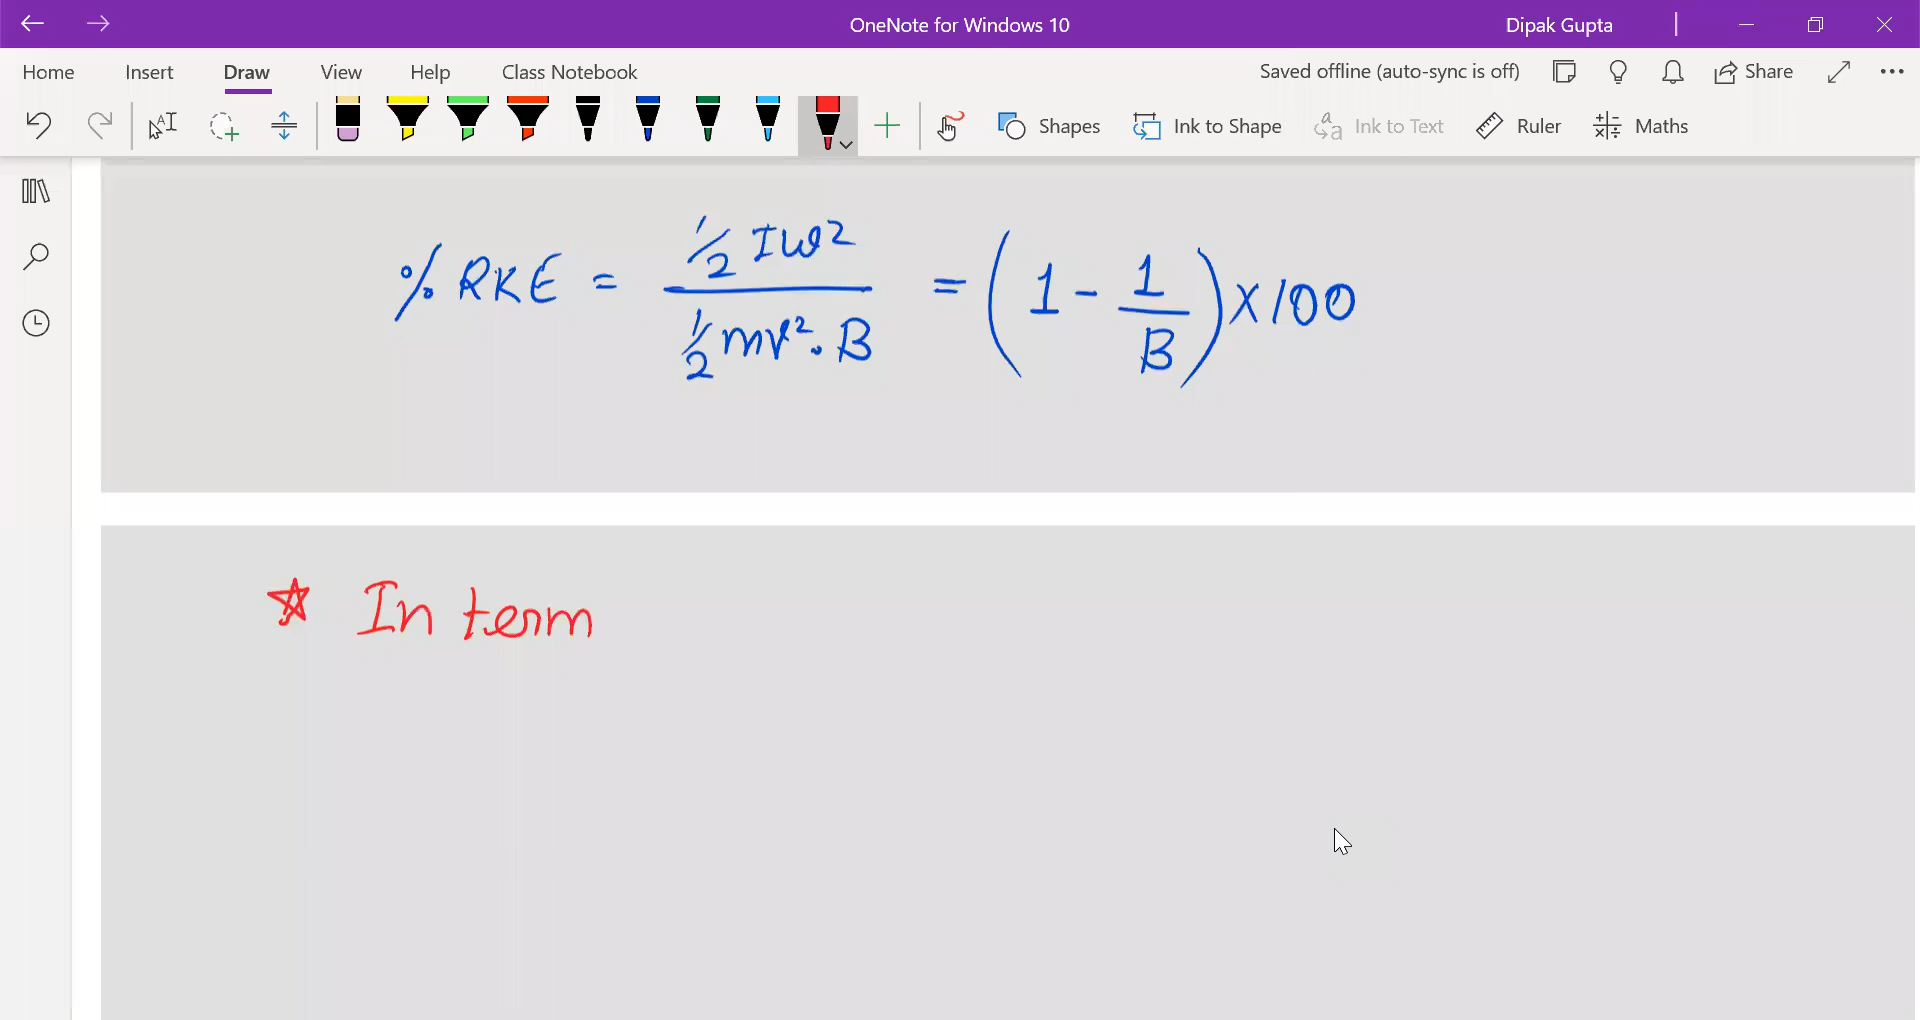 OneNote for Windows 10
Dipak Gupta
Home Insert Draw View Help Class Notebook
Saved offline (auto-sync is off)
Share
Shapes Ink to Shape Ink to Text Ruler Maths
% RKE = (1/2 Iω²)/(1/2 mv². B) = (1 - 1/B) × 100
☆ In term